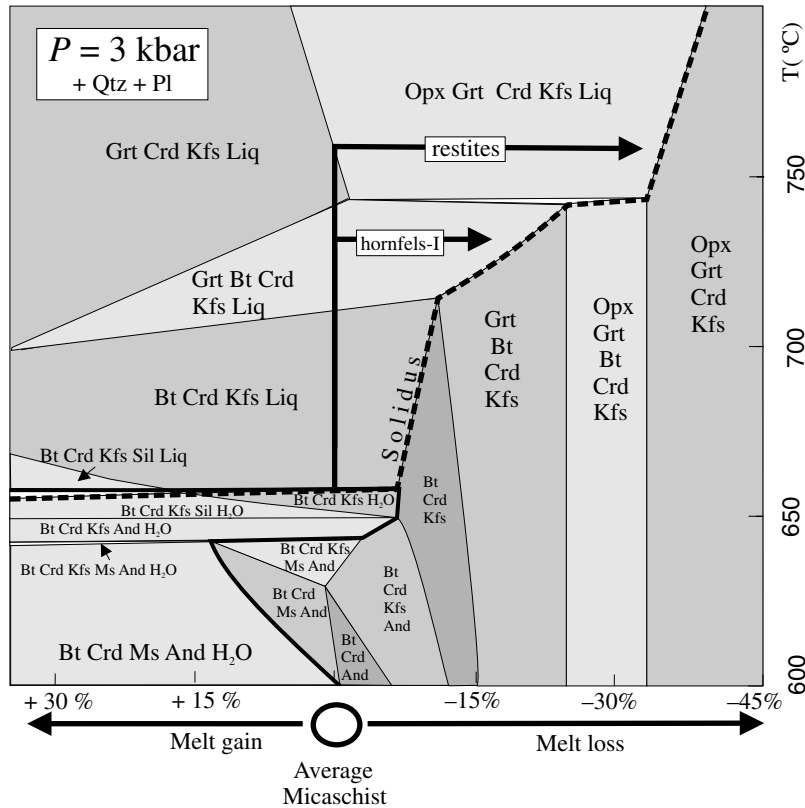 P = 3 kbar
+ Qtz + Pl
Opx Grt Crd Kfs Liq
T( ºC)
Grt Crd Kfs Liq
restites
750
hornfels-I
Opx
Grt
Crd
Kfs
Grt Bt Crd
Kfs Liq
Grt
Bt
Crd
Kfs
Opx
Grt
Bt
Crd
Kfs
700
Bt Crd Kfs Liq
Solidus
Bt Crd Kfs Sil Liq
Bt
Crd
Kfs
Bt Crd Kfs H₂O
Bt Crd Kfs Sil H₂O
650
Bt Crd Kfs And H₂O
Bt Crd Kfs
Ms And
Bt Crd Kfs Ms And H₂O
Bt
Crd
Kfs
And
Bt Crd
Ms And
Bt
Crd
And
Bt Crd Ms And H₂O
600
+ 30 %
+ 15 %
–15%
–30%
–45%
Melt gain
Melt loss
Average
Micaschist